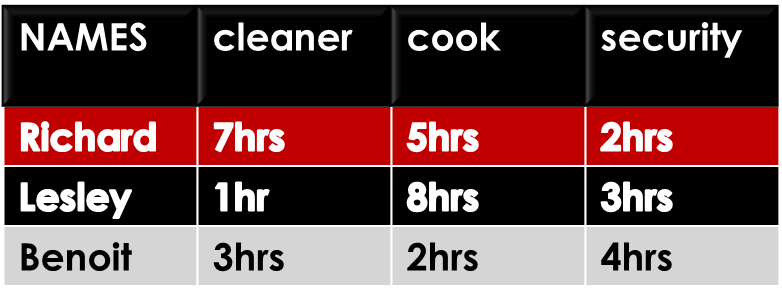 NAMES cleaner cook security
Richard 7hrs 5hrs 2hrs
Lesley 1hr 8hrs 3hrs
Benoit 3hrs 2hrs 4hrs